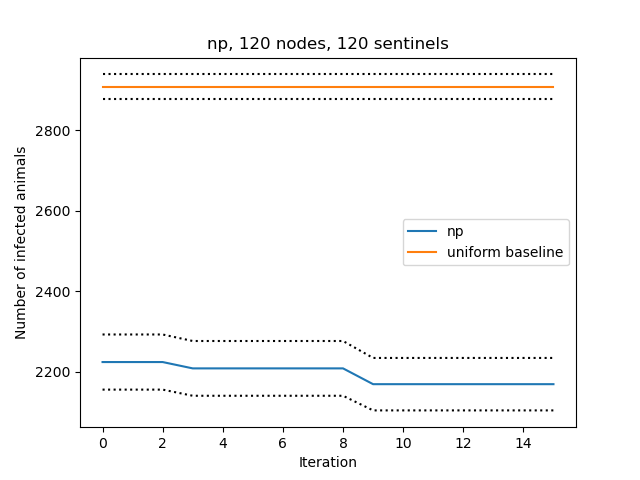 np, 120 nodes, 120 sentinels
Number of infected animals
2800
2600
2400
2200
np
uniform baseline
0 2 4 6 8 10 12 14
Iteration